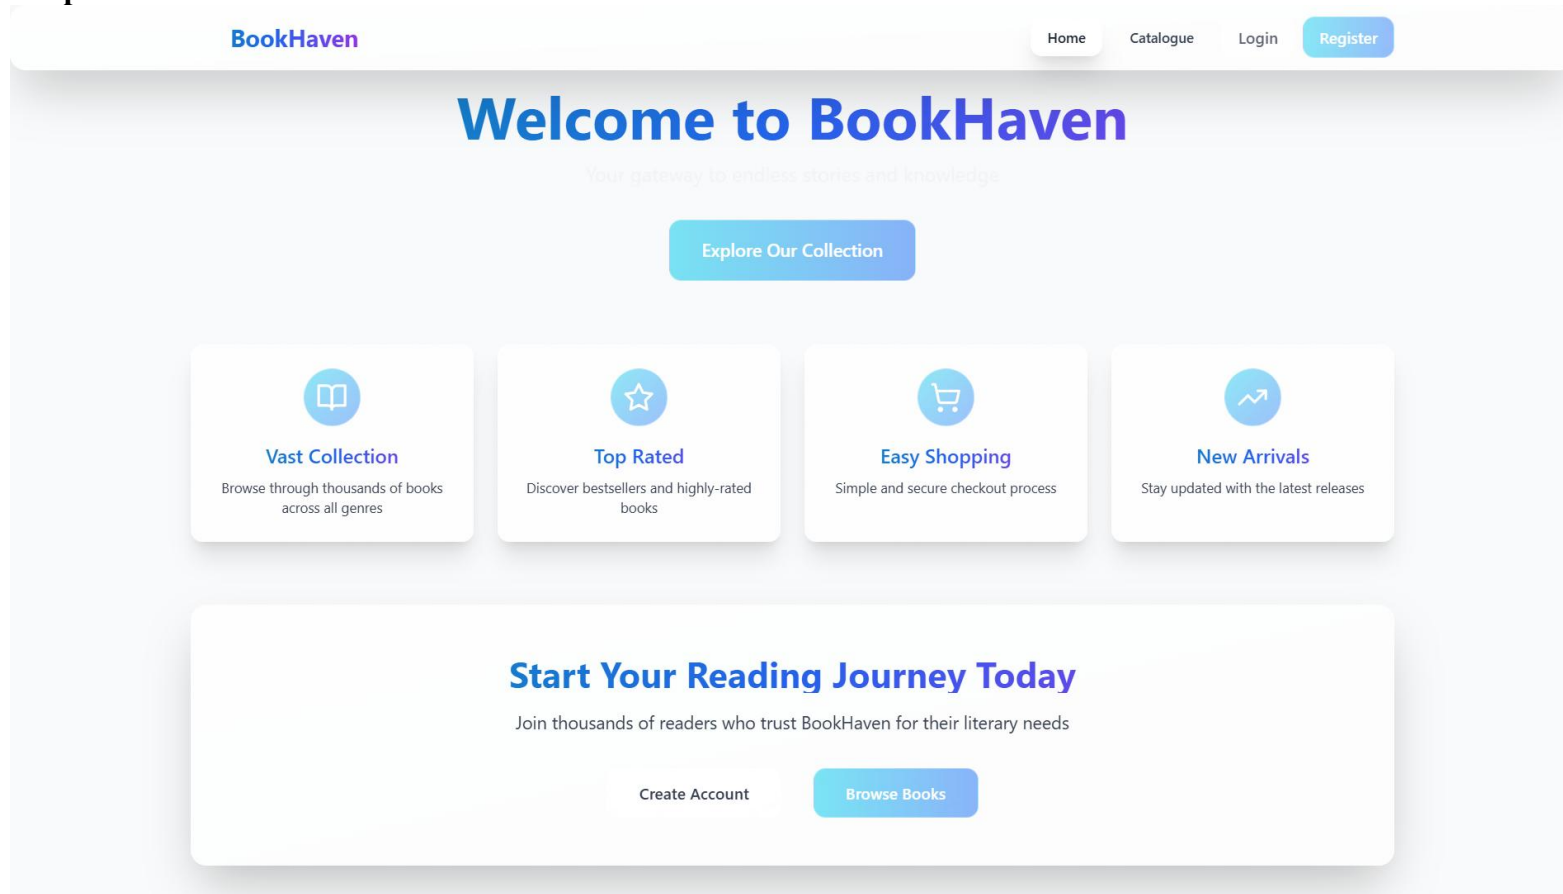 BookHaven
Home
Catalogue
Login
Register
Welcome to BookHaven
Your gateway to endless stories and knowledge
Explore Our Collection
Vast Collection
Browse through thousands of books
across all genres
Top Rated
Discover bestsellers and highly-rated
books
Easy Shopping
Simple and secure checkout process
New Arrivals
Stay updated with the latest releases
Start Your Reading Journey Today
Join thousands of readers who trust BookHaven for their literary needs
Create Account
Browse Books